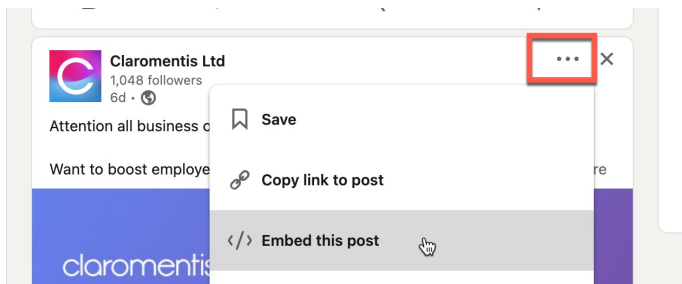 Claromentis Ltd
1,048 followers
6d •
Attention all business o
Save
Want to boost employe
re
Copy link to post
</> Embed this post
claromentis